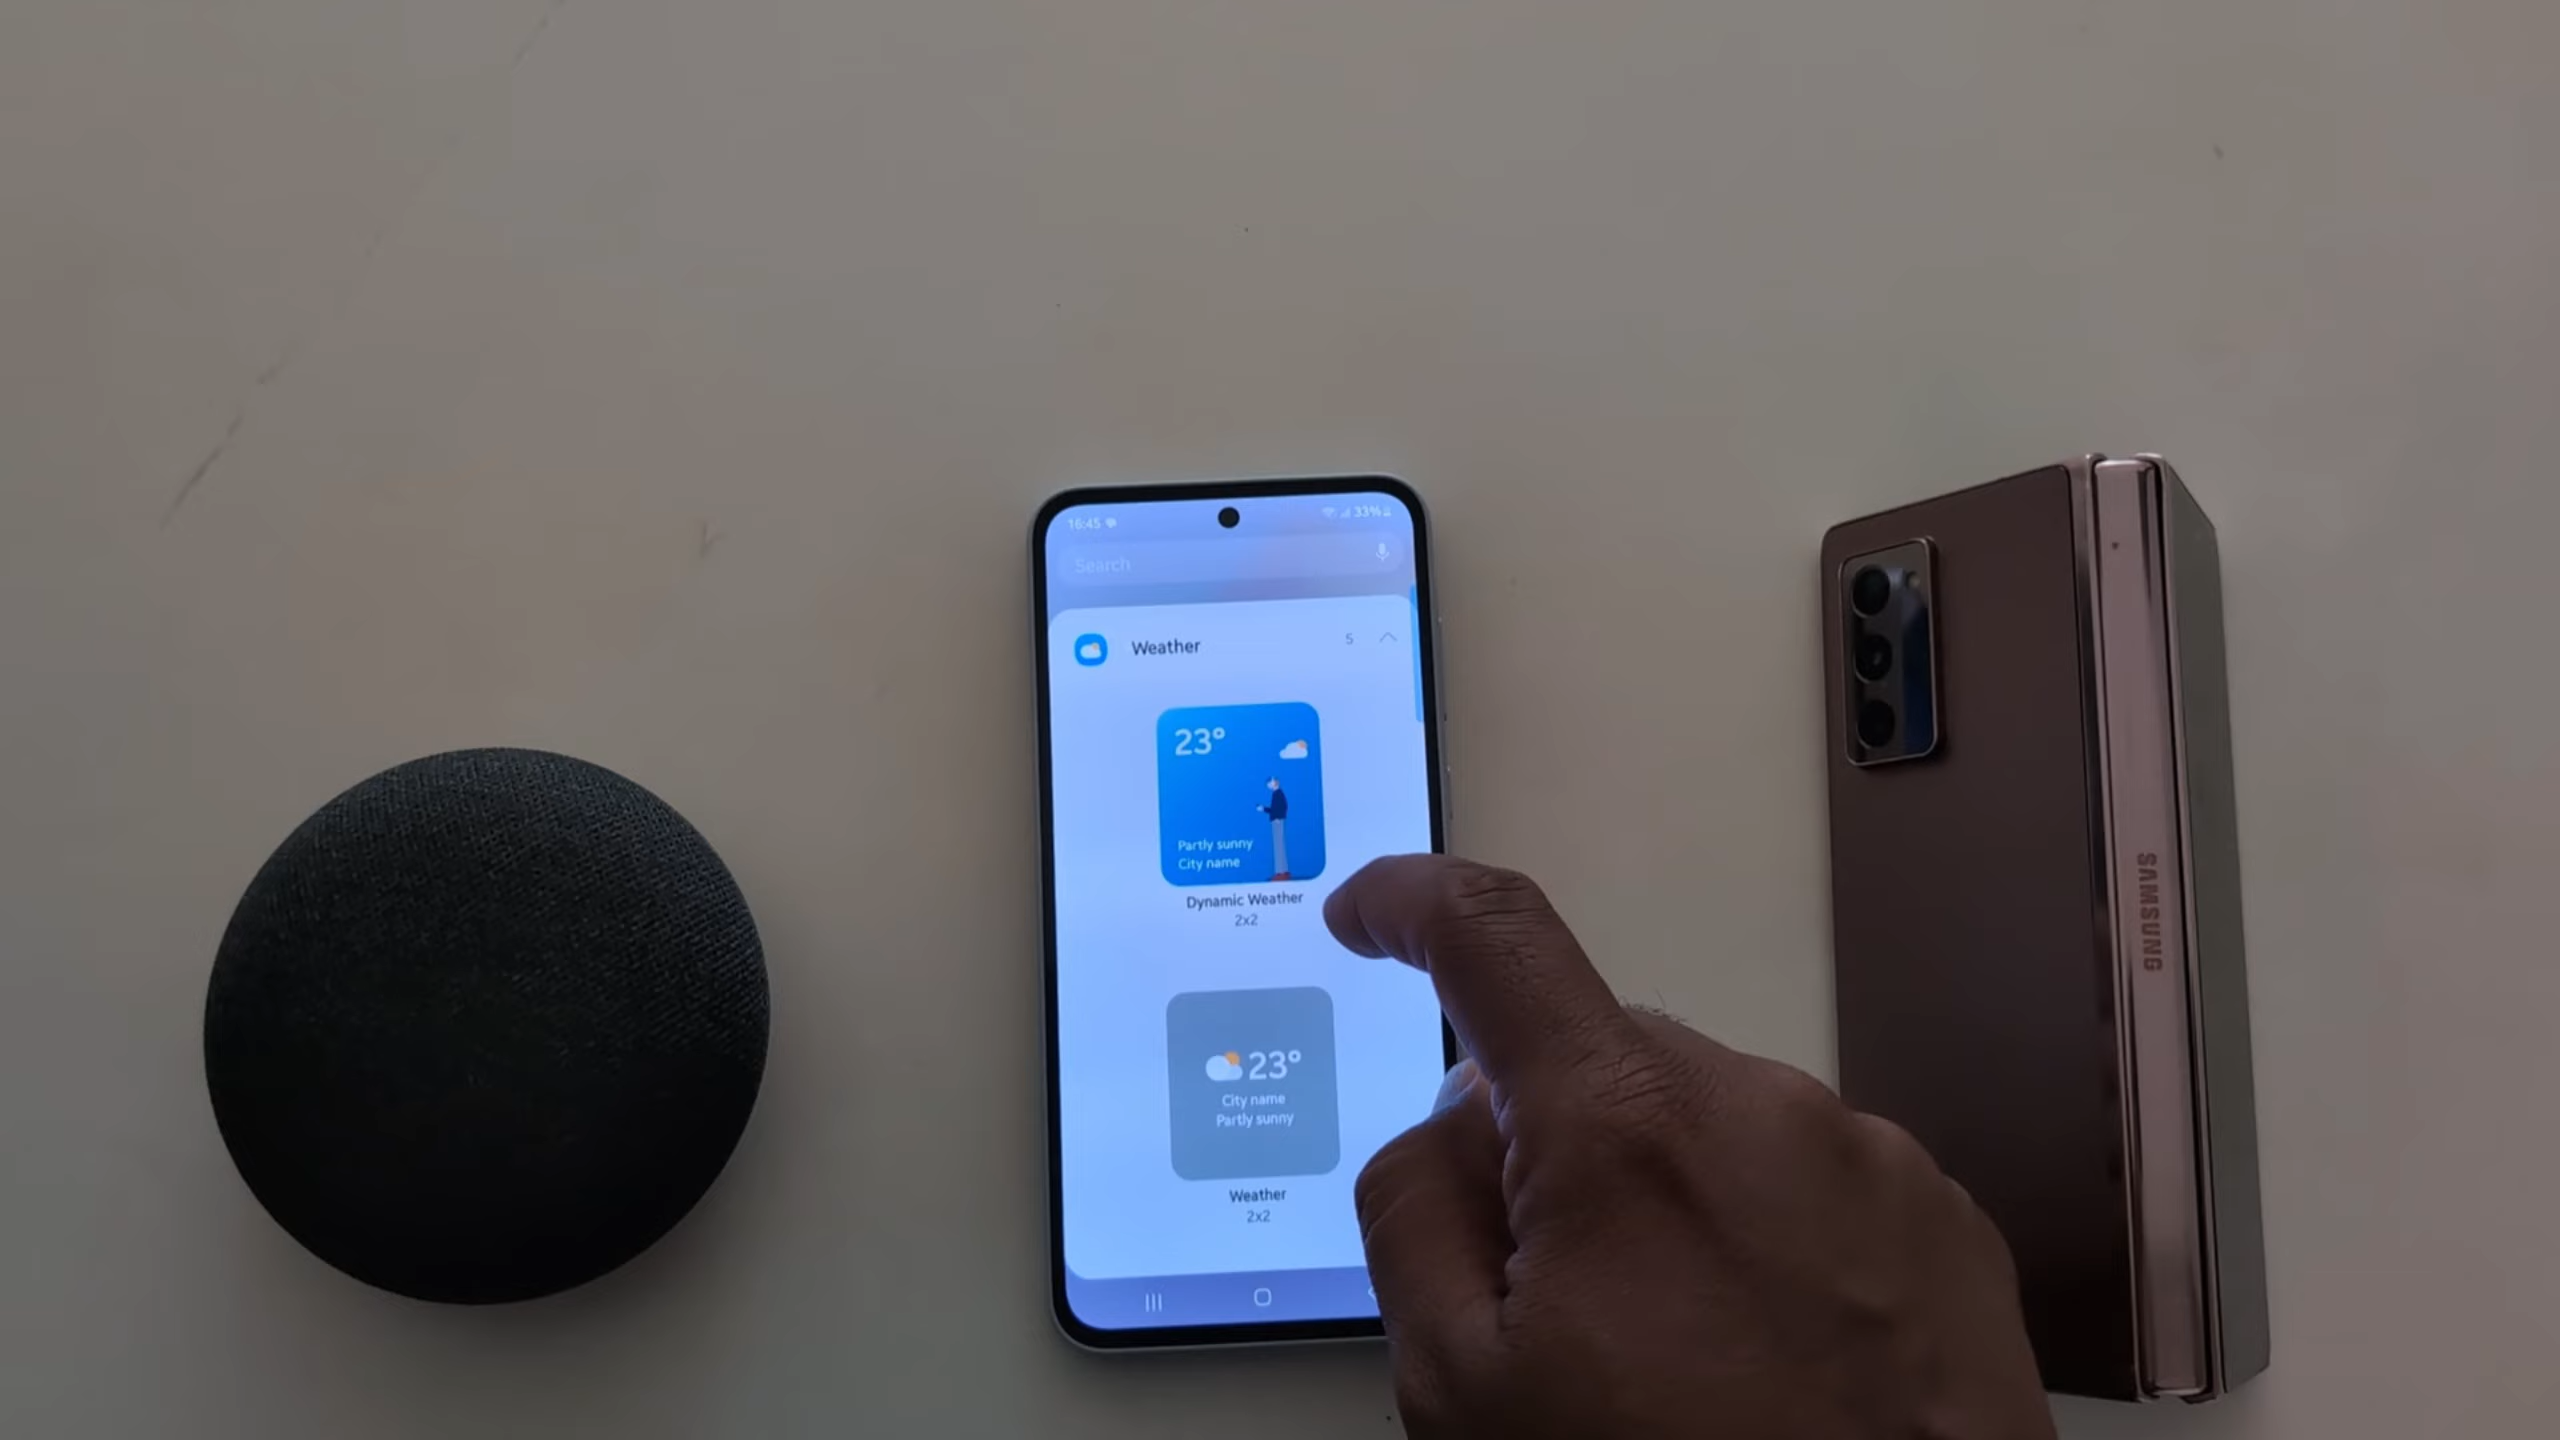 16:45
33%
Search
Weather
5
23°
Partly sunny
City name
Dynamic Weather
2x2
23°
City name
Partly sunny
Weather
2x2
SAMSUNG